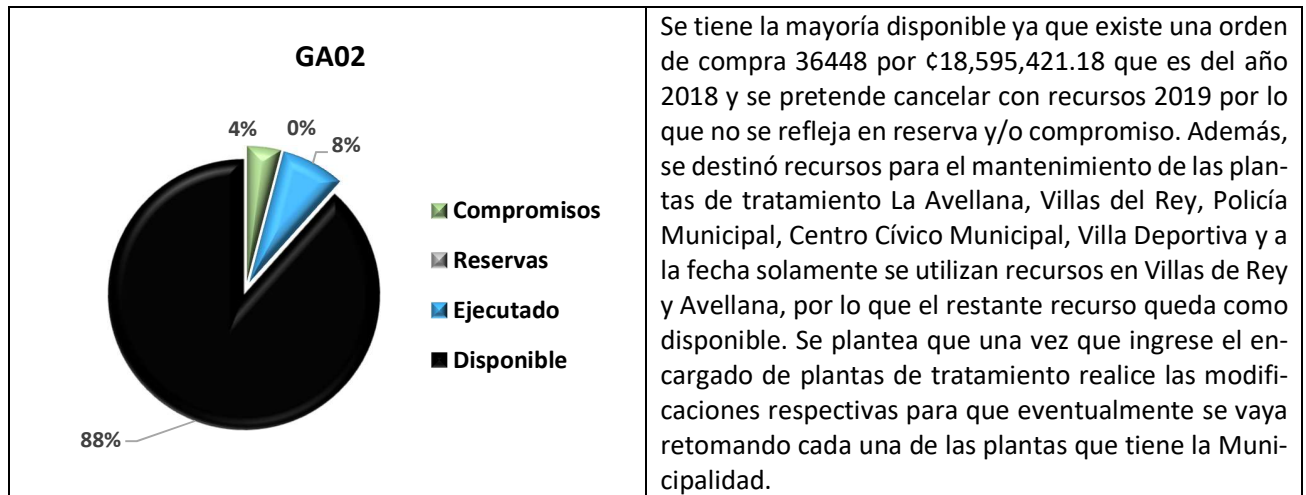 GA02
4%
0%
8%
88%
Compromisos
Reservas
Ejecutado
Disponible
Se tiene la mayoría disponible ya que existe una orden
de compra 36448 por ¢18,595,421.18 que es del año
2018 y se pretende cancelar con recursos 2019 por lo
que no se refleja en reserva y/o compromiso. Además,
se destinó recursos para el mantenimiento de las plan-
tas de tratamiento La Avellana, Villas del Rey, Policía
Municipal, Centro Cívico Municipal, Villa Deportiva y a
la fecha solamente se utilizan recursos en Villas de Rey
y Avellana, por lo que el restante recurso queda como
disponible. Se plantea que una vez que ingrese el en-
cargado de plantas de tratamiento realice las modifi-
caciones respectivas para que eventualmente se vaya
retomando cada una de las plantas que tiene la Muni-
cipalidad.